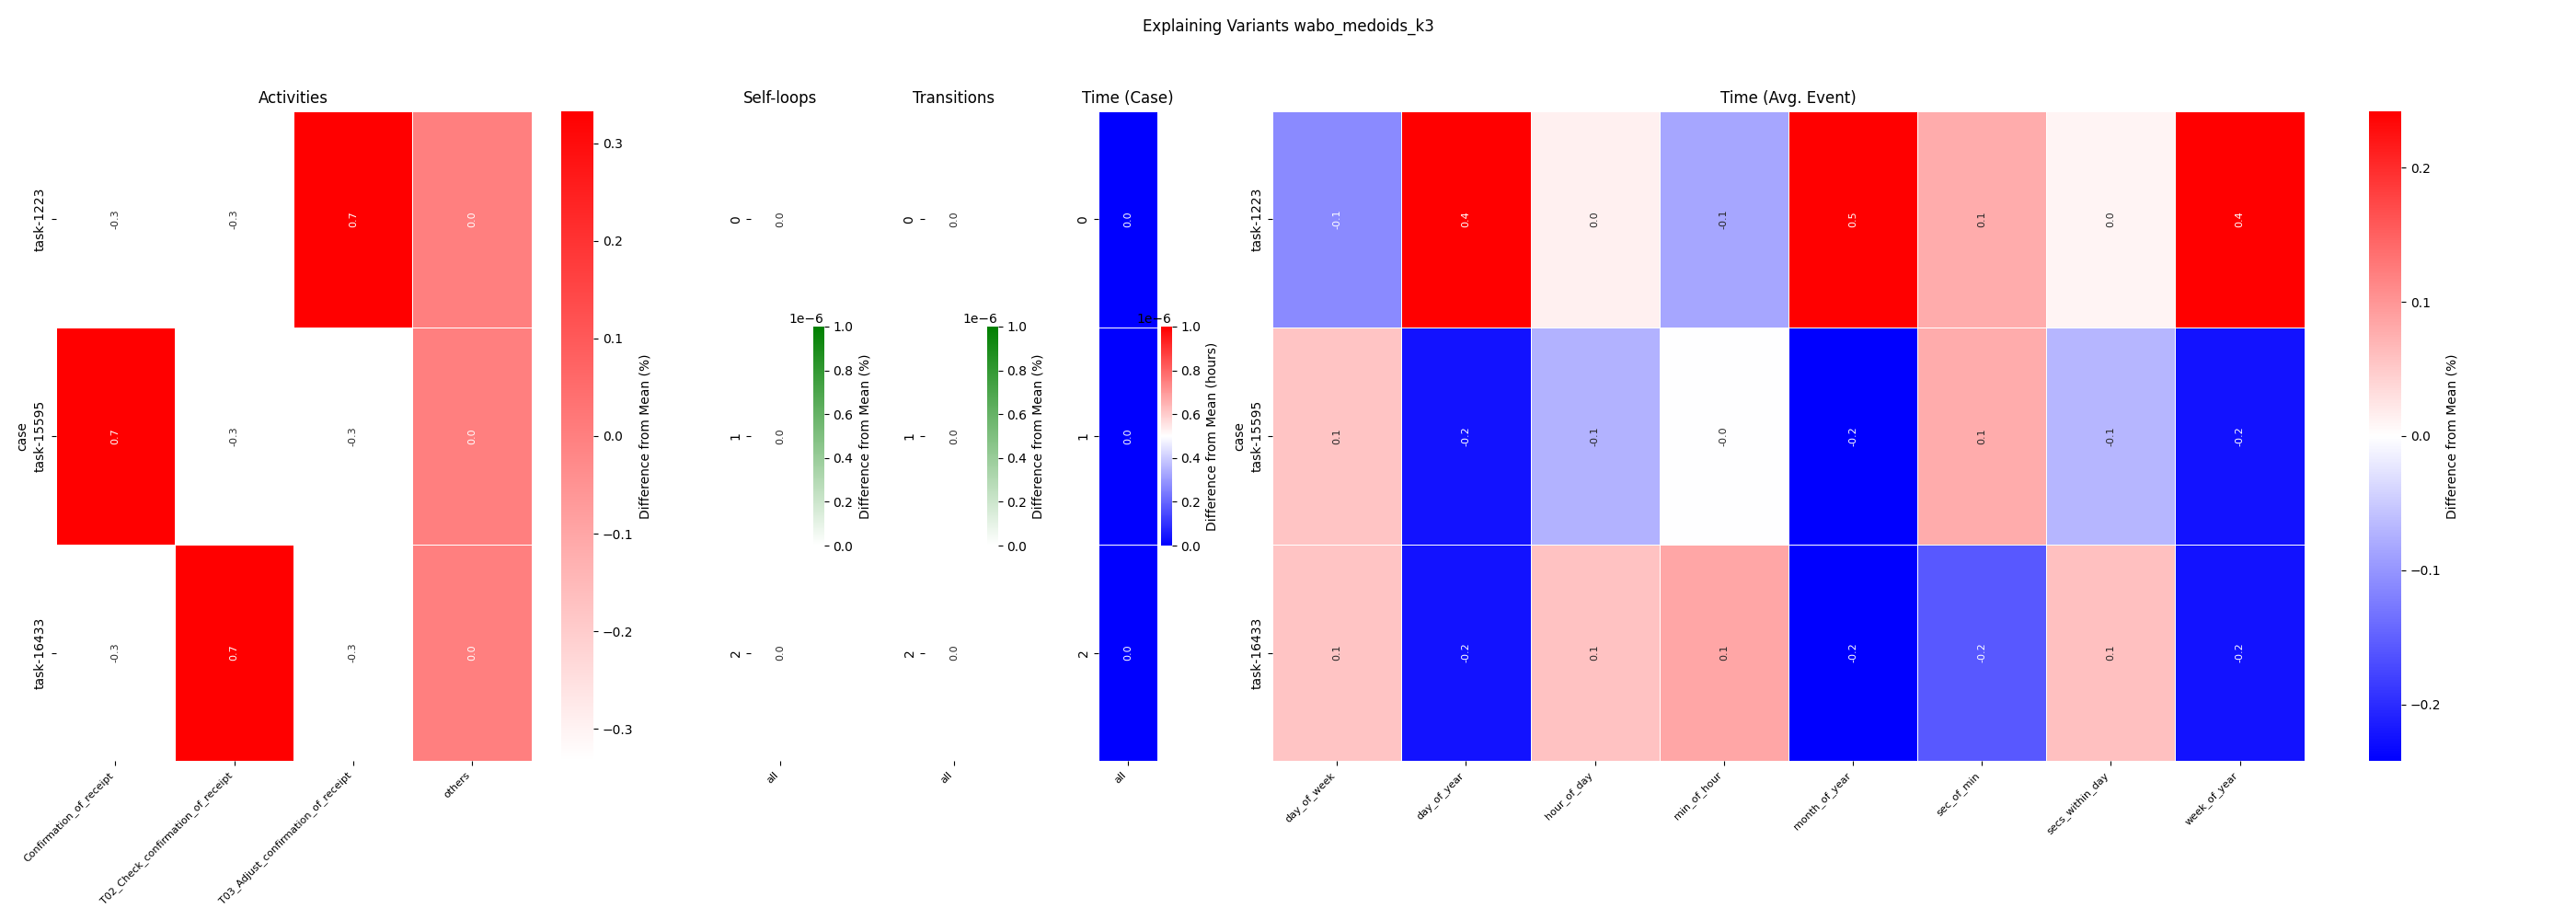 Explaining Variants wabo_medoids_k3
Activities
case
task-1223
task-15595
task-16433
-0.3
-0.3
0.7
0.0
0.7
-0.3
-0.3
0.0
-0.3
0.7
-0.3
0.0
Confirmation_of_receipt
T02_Check_confirmation_of_receipt
T03_Adjust_confirmation_of_receipt
others
0.3
0.2
0.1
0.0
−0.1
−0.2
−0.3
Difference from Mean (%)
Self-loops
0
1
2
0.0
0.0
0.0
all
1e−6
1.0
0.8
0.6
0.4
0.2
0.0
Difference from Mean (%)
Transitions
0
1
2
0.0
0.0
0.0
all
1e−6
1.0
0.8
0.6
0.4
0.2
0.0
Difference from Mean (%)
Time (Case)
0
1
2
0.0
0.0
0.0
all
1e−6
1.0
0.8
0.6
0.4
0.2
0.0
Difference from Mean (hours)
Time (Avg. Event)
case
task-1223
task-15595
task-16433
-0.1
0.4
0.0
-0.1
0.5
0.1
0.0
0.4
0.1
-0.2
-0.1
-0.0
-0.2
0.1
-0.1
-0.2
0.1
-0.2
0.1
0.1
-0.2
-0.2
0.1
-0.2
day_of_week
day_of_year
hour_of_day
min_of_hour
month_of_year
sec_of_min
secs_within_day
week_of_year
0.2
0.1
0.0
−0.1
−0.2
Difference from Mean (%)